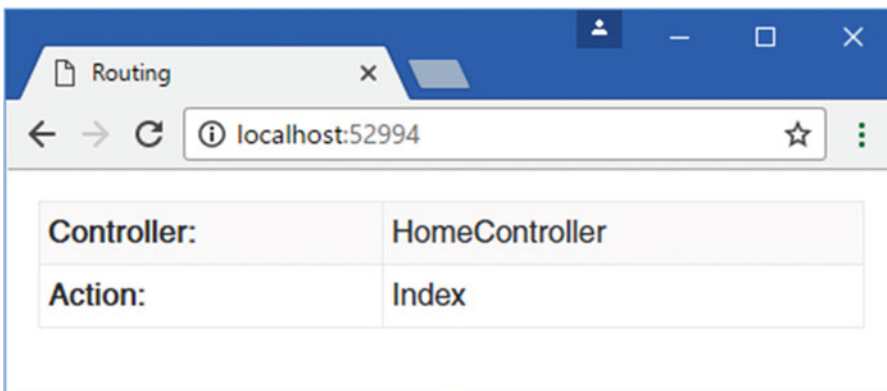 Routing
localhost:52994
Controller: HomeController
Action: Index